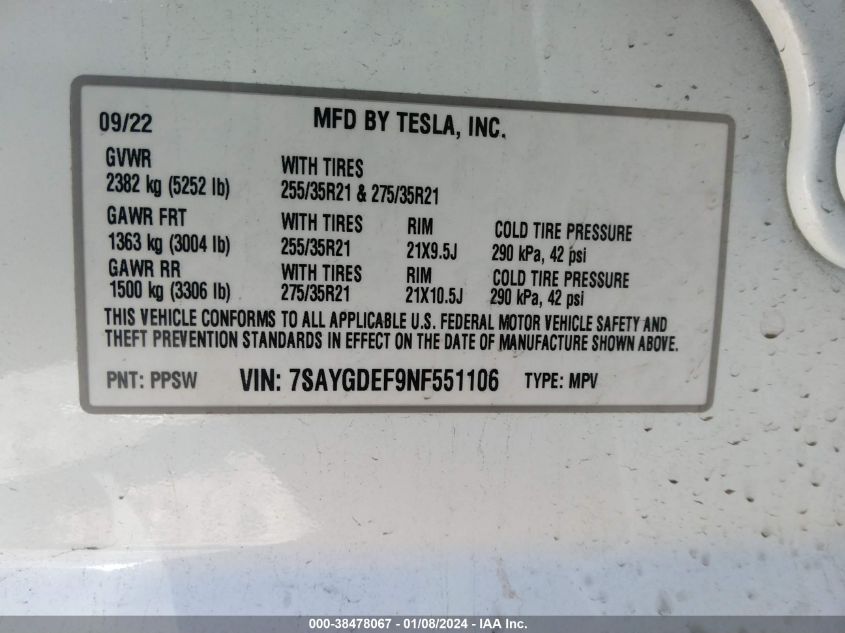 09/22 MFD BY TESLA, INC.
GVWR WITH TIRES
2382 kg (5252 lb) 255/35R21 & 275/35R21
GAWR FRT WITH TIRES RIM COLD TIRE PRESSURE
1363 kg (3004 lb) 255/35R21 21X9.5J 290 kPa, 42 psi
GAWR RR WITH TIRES RIM COLD TIRE PRESSURE
1500 kg (3306 lb) 275/35R21 21X10.5J 290 kPa, 42 psi
THIS VEHICLE CONFORMS TO ALL APPLICABLE U.S. FEDERAL MOTOR VEHICLE SAFETY AND
THEFT PREVENTION STANDARDS IN EFFECT ON THE DATE OF MANUFACTURE SHOWN ABOVE.
PNT: PPSW VIN: 7SAYGDEF9NF551106 TYPE: MPV
000-38478067 - 01/08/2024 - IAA Inc.